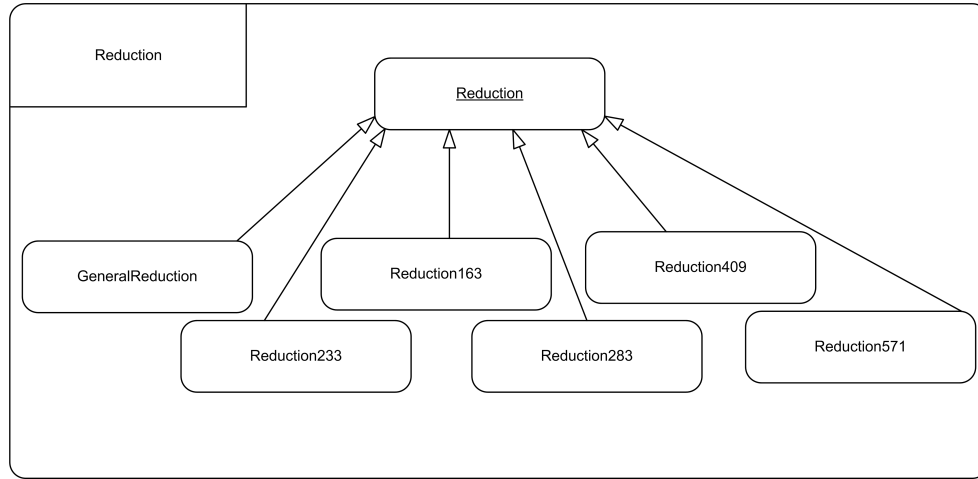 Reduction
Reduction
GeneralReduction
Reduction163
Reduction409
Reduction233
Reduction283
Reduction571